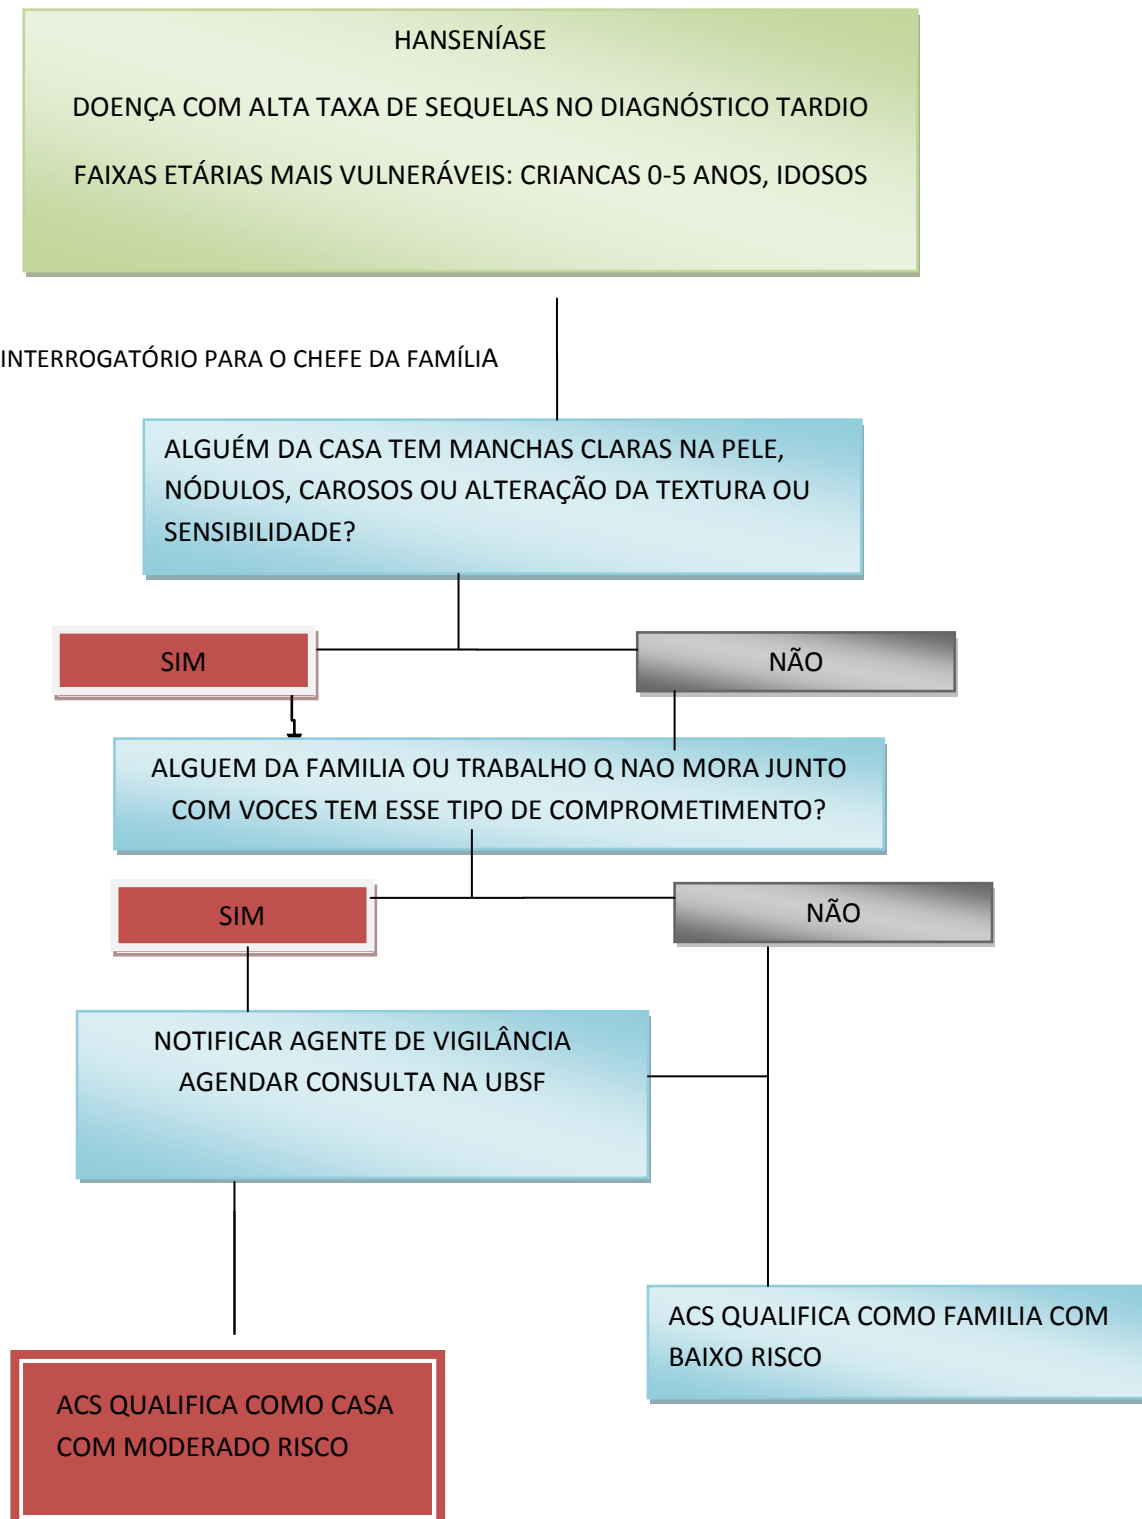 HANSENÍASE
DOENÇA COM ALTA TAXA DE SEQUELAS NO DIAGNÓSTICO TARDIO
FAIXAS ETÁRIAS MAIS VULNERÁVEIS: CRIANCAS 0-5 ANOS, IDOSOS
INTERROGATÓRIO PARA O CHEFE DA FAMÍLIA
ALGUÉM DA CASA TEM MANCHAS CLARAS NA PELE,
NÓDULOS, CAROSOS OU ALTERAÇÃO DA TEXTURA OU
SENSIBILIDADE?
SIM
NÃO
ALGUEM DA FAMILIA OU TRABALHO Q NAO MORA JUNTO
COM VOCES TEM ESSE TIPO DE COMPROMETIMENTO?
SIM
NÃO
NOTIFICAR AGENTE DE VIGILÂNCIA
AGENDAR CONSULTA NA UBSF
ACS QUALIFICA COMO FAMILIA COM
BAIXO RISCO
ACS QUALIFICA COMO CASA
COM MODERADO RISCO